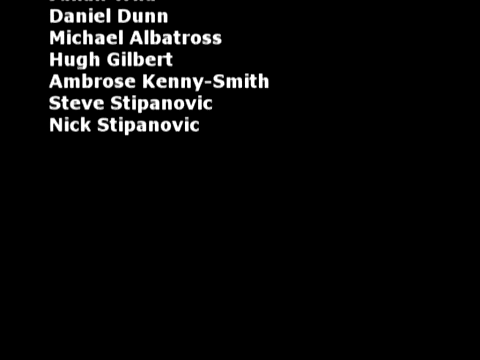 Daniel Dunn
Michael Albatross
Hugh Gilbert
Ambrose Kenny-Smith
Steve Stipanovic
Nick Stipanovic